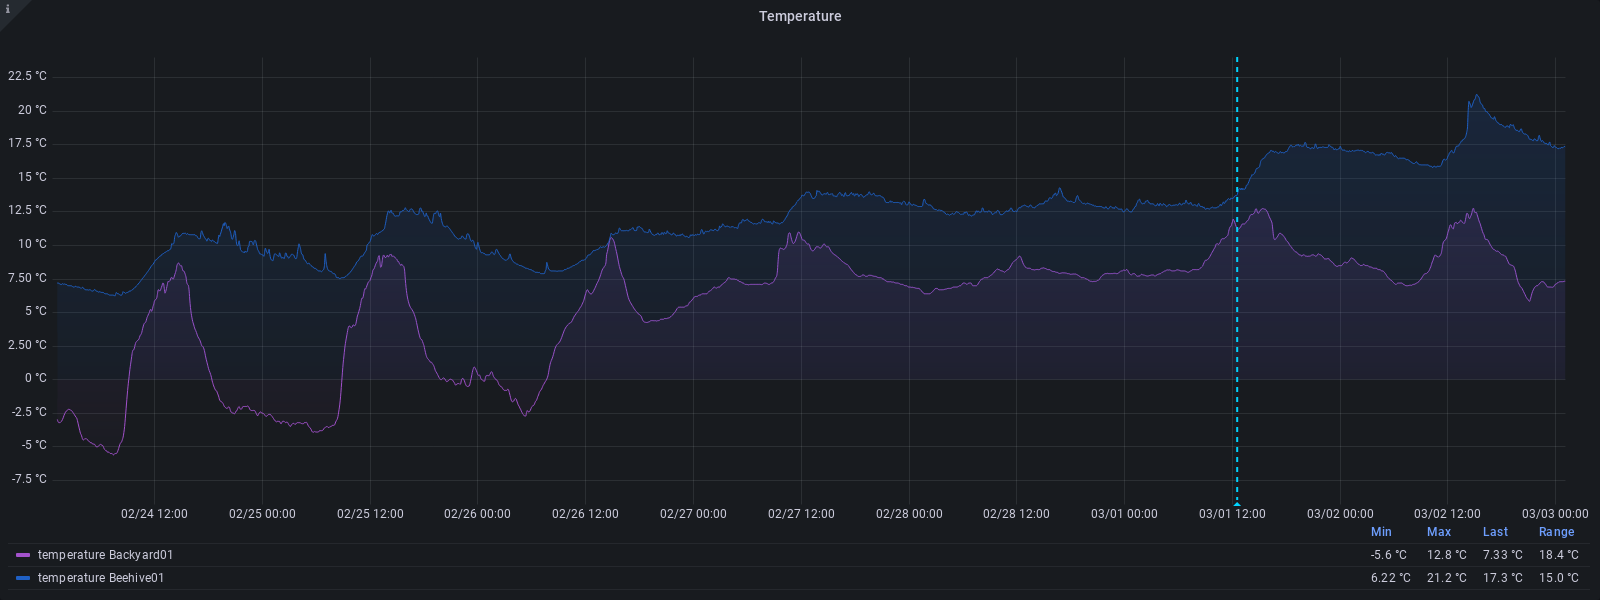 i
Temperature
22.5 °C
20 °C
17.5 °C
15 °C
12.5 °C
10 °C
7.50 °C
5 °C
2.50 °C
0 °C
-2.5 °C
-5 °C
-7.5 °C
02/24 12:00 02/25 00:00 02/25 12:00 02/26 00:00 02/26 12:00 02/27 00:00 02/27 12:00 02/28 00:00 02/28 12:00 03/01 00:00 03/01 12:00 03/02 00:00 03/02 12:00 03/03 00:00
Min Max Last Range
temperature Backyard01 -5.6 °C 12.8 °C 7.33 °C 18.4 °C
temperature Beehive01 6.22 °C 21.2 °C 17.3 °C 15.0 °C